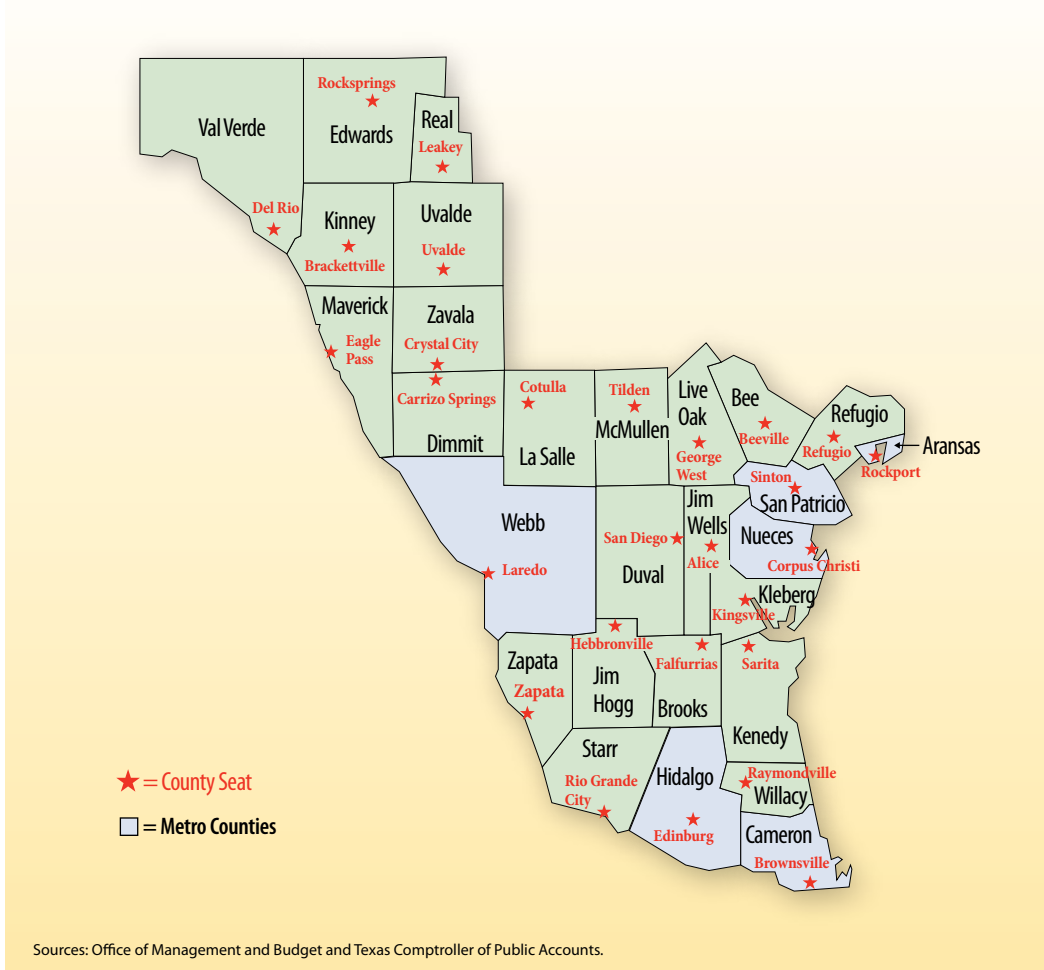 Rocksprings
Val Verde
Edwards
Real
Leakey
Del Rio
Kinney
Brackettville
Uvalde
Uvalde
Maverick
Eagle
Pass
Zavala
Crystal City
Carrizo Springs
Dimmit
Cotulla
La Salle
Tilden
McMullen
Live
Oak
George
West
Bee
Beeville
Refugio
Refugio
Aransas
Rockport
Sinton
San Patricio
Webb
Laredo
San Diego
Duval
Jim
Wells
Alice
Nueces
Corpus Christi
Kleberg
Kingsville
Hebbronville
Falfurrias
Sarita
Zapata
Zapata
Jim
Hogg
Brooks
Kenedy
Starr
Rio Grande
City
Hidalgo
Edinburg
Raymondville
Willacy
Cameron
Brownsville
= County Seat
= Metro Counties
Sources: Office of Management and Budget and Texas Comptroller of Public Accounts.